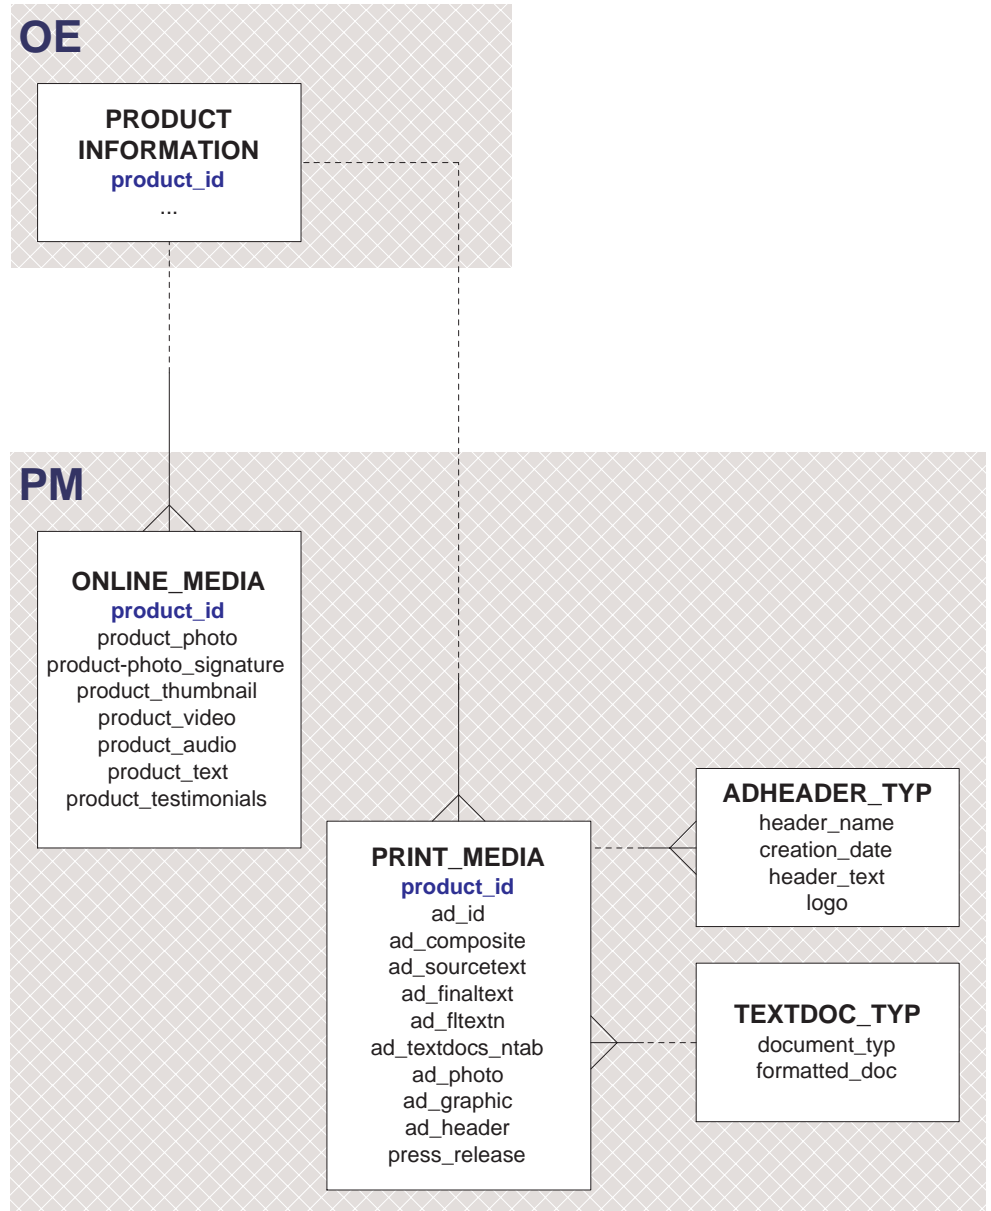 OE
PRODUCT
INFORMATION
product_id
...
PM
ONLINE_MEDIA
product_id
product_photo
product-photo_signature
product_thumbnail
product_video
product_audio
product_text
product_testimonials
PRINT_MEDIA
product_id
ad_id
ad_composite
ad_sourcetext
ad_finaltext
ad_fltextn
ad_textdocs_ntab
ad_photo
ad_graphic
ad_header
press_release
ADHEADER_TYP
header_name
creation_date
header_text
logo
TEXTDOC_TYP
document_typ
formatted_doc